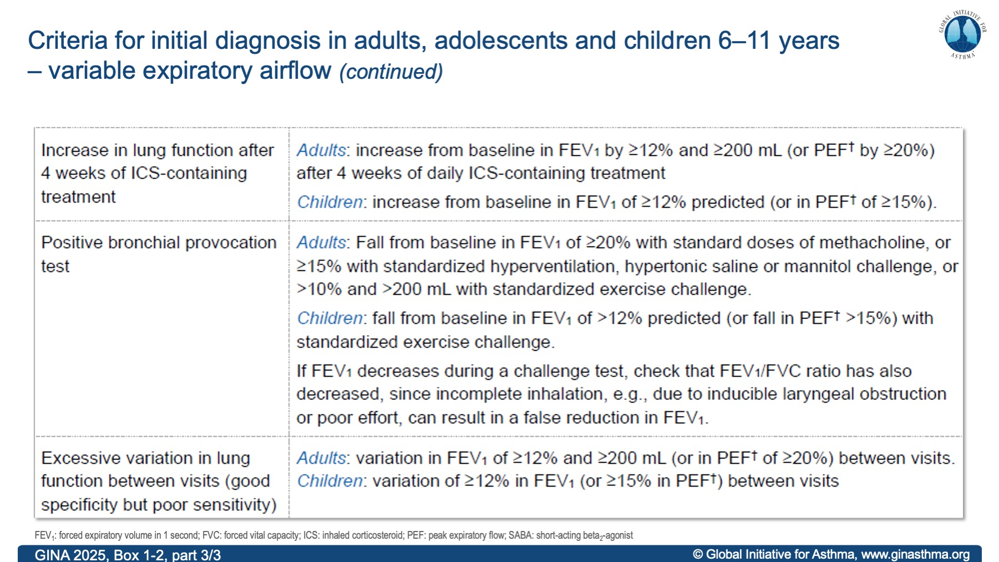 Criteria for initial diagnosis in adults, adolescents and children 6–11 years
– variable expiratory airflow (continued)
GLOBAL INITIATIVE FOR
ASTHMA
Increase in lung function after
4 weeks of ICS-containing
treatment
Adults: increase from baseline in FEV₁ by ≥12% and ≥200 mL (or PEF† by ≥20%)
after 4 weeks of daily ICS-containing treatment
Children: increase from baseline in FEV₁ of ≥12% predicted (or in PEF† of ≥15%).
Positive bronchial provocation
test
Adults: Fall from baseline in FEV₁ of ≥20% with standard doses of methacholine, or
≥15% with standardized hyperventilation, hypertonic saline or mannitol challenge, or
>10% and >200 mL with standardized exercise challenge.
Children: fall from baseline in FEV₁ of >12% predicted (or fall in PEF† >15%) with
standardized exercise challenge.
If FEV₁ decreases during a challenge test, check that FEV₁/FVC ratio has also
decreased, since incomplete inhalation, e.g., due to inducible laryngeal obstruction
or poor effort, can result in a false reduction in FEV₁.
Excessive variation in lung
function between visits (good
specificity but poor sensitivity)
Adults: variation in FEV₁ of ≥12% and ≥200 mL (or in PEF† of ≥20%) between visits.
Children: variation of ≥12% in FEV₁ (or ≥15% in PEF†) between visits
FEV₁: forced expiratory volume in 1 second; FVC: forced vital capacity; ICS: inhaled corticosteroid; PEF: peak expiratory flow; SABA: short-acting beta₂-agonist
GINA 2025, Box 1-2, part 3/3
© Global Initiative for Asthma, www.ginasthma.org